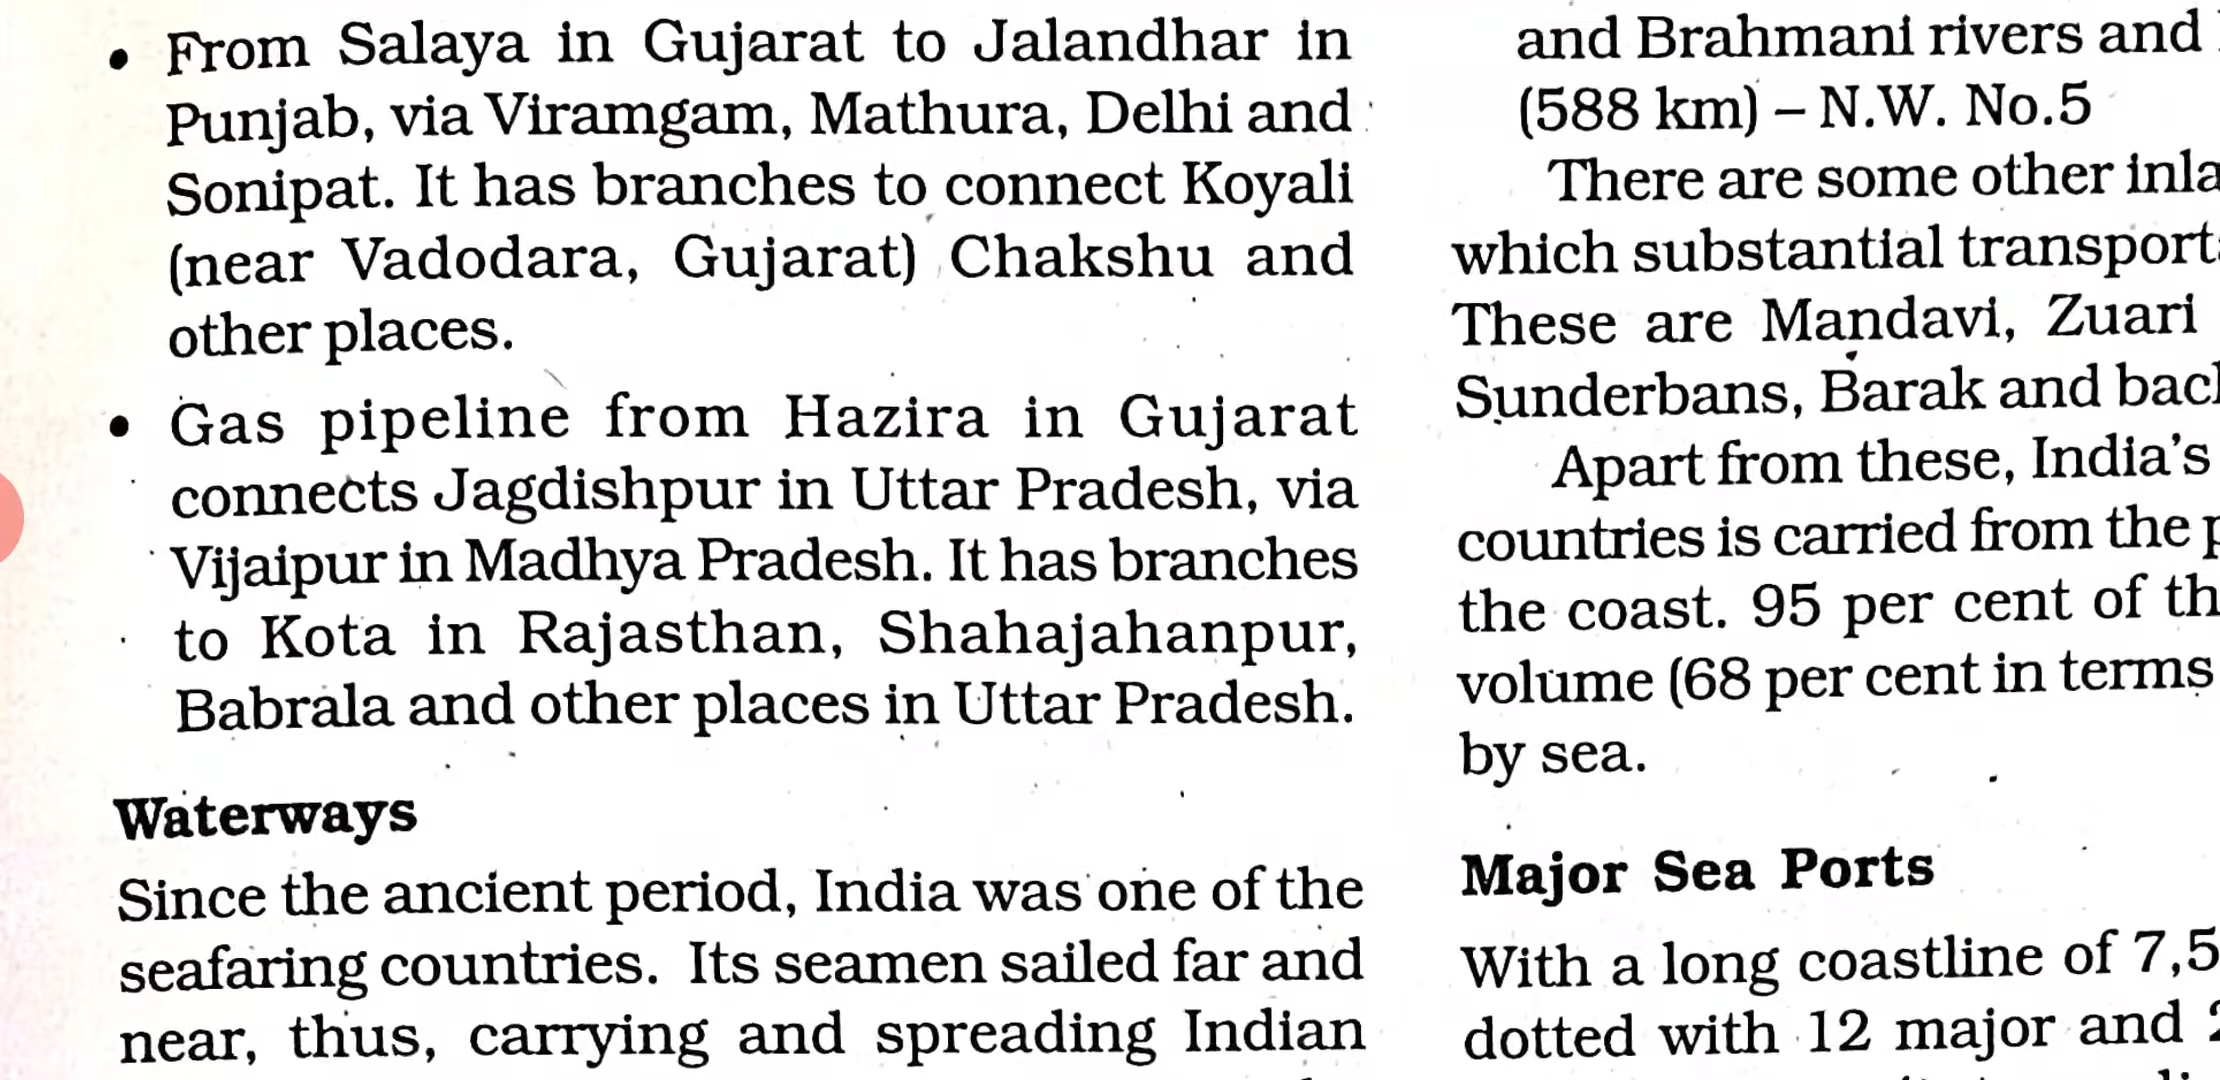 • From Salaya in Gujarat to Jalandhar in
Punjab, via Viramgam, Mathura, Delhi and
Sonipat. It has branches to connect Koyali
(near Vadodara, Gujarat) Chakshu and
other places.
• Gas pipeline from Hazira in Gujarat
connects Jagdishpur in Uttar Pradesh, via
Vijaipur in Madhya Pradesh. It has branches
to Kota in Rajasthan, Shahajahanpur,
Babrala and other places in Uttar Pradesh.
Waterways
Since the ancient period, India was one of the
seafaring countries. Its seamen sailed far and
near, thus, carrying and spreading Indian
and Brahmani rivers and
(588 km) – N.W. No.5
There are some other
which substantial
These are Mandavi, Zuari
Sunderbans, Barak and
Apart from these, India's
countries is carried from the
the coast. 95 per cent of
volume (68 per cent in terms
by sea.
Major Sea Ports
With a long coastline of
dotted with 12 major and